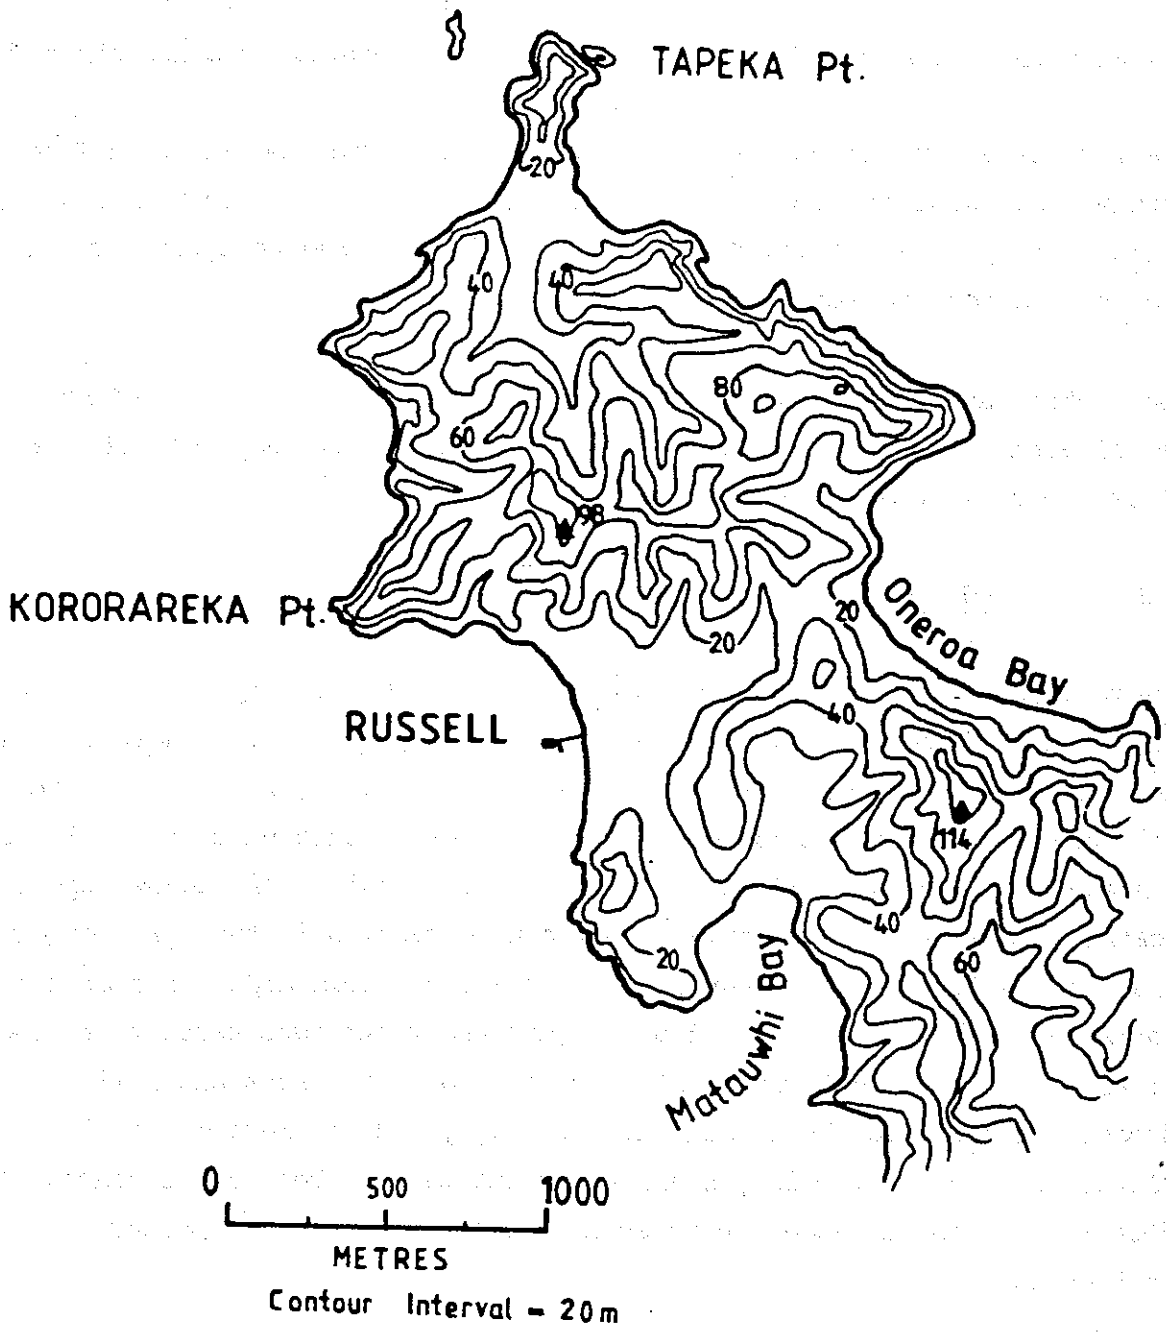 TAPEKA Pt.
20
40
40
80
60
98
KORORAREKA Pt.
20
20
Oneroa Bay
RUSSELL
40
114
40
20
60
Matauwhi Bay
0 500 1000
METRES
Contour Interval = 20m